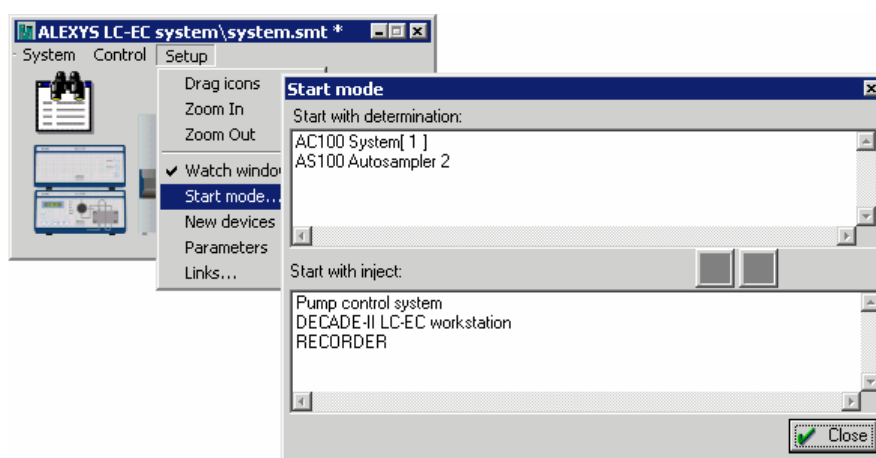 ALEXYS LC-EC system\system.smt *
System Control Setup
Drag icons
Zoom In
Zoom Out
Watch windo
Start mode...
New devices
Parameters
Links...
Start mode
Start with determination:
AC100 System[ 1 ]
AS100 Autosampler 2
Start with inject:
Pump control system
DECADE-II LC-EC workstation
RECORDER
Close